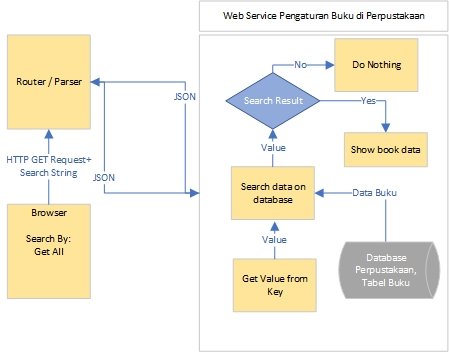 Web Service Pengaturan Buku di Perpustakaan
Router / Parser
JSON
HTTP GET Request+
Search String
JSON
Browser
Search By:
Get All
No
Do Nothing
Search Result
Yes
Show book data
Value
Search data on
database
Data Buku
Value
Get Value from
Key
Database
Perpustakaan,
Tabel Buku